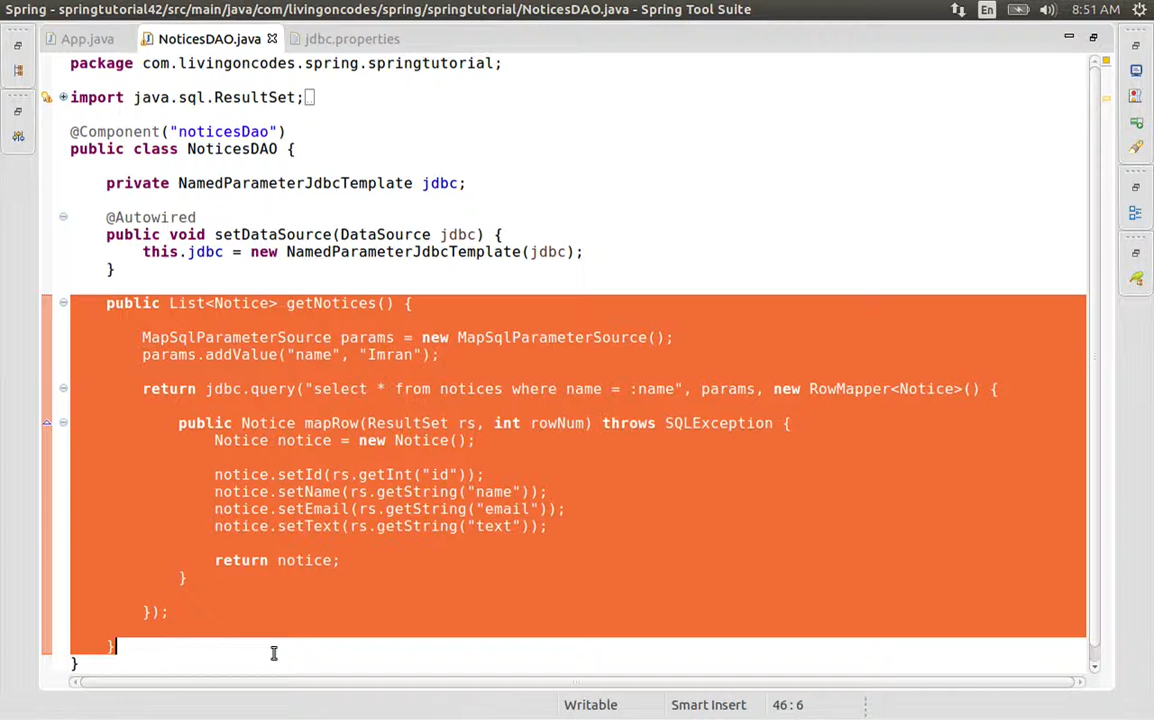 Spring - springtutorial42/src/main/java/com/livingoncodes/spring/springtutorial/NoticesDAO.java - Spring Tool Suite
En
8:51 AM
App.java
NoticesDAO.java
jdbc.properties
package com.livingoncodes.spring.springtutorial;
import java.sql.ResultSet;
@Component("noticesDao")
public class NoticesDAO {
private NamedParameterJdbcTemplate jdbc;
@Autowired
public void setDataSource(DataSource jdbc) {
this.jdbc = new NamedParameterJdbcTemplate(jdbc);
}
public List<Notice> getNotices() {
MapSqlParameterSource params = new MapSqlParameterSource();
params.addValue("name", "Imran");
return jdbc.query("select * from notices where name = :name", params, new RowMapper<Notice>() {
public Notice mapRow(ResultSet rs, int rowNum) throws SQLException {
Notice notice = new Notice();
notice.setId(rs.getInt("id"));
notice.setName(rs.getString("name"));
notice.setEmail(rs.getString("email"));
notice.setText(rs.getString("text"));
return notice;
}
});
}
}
Writable
Smart Insert
46:6